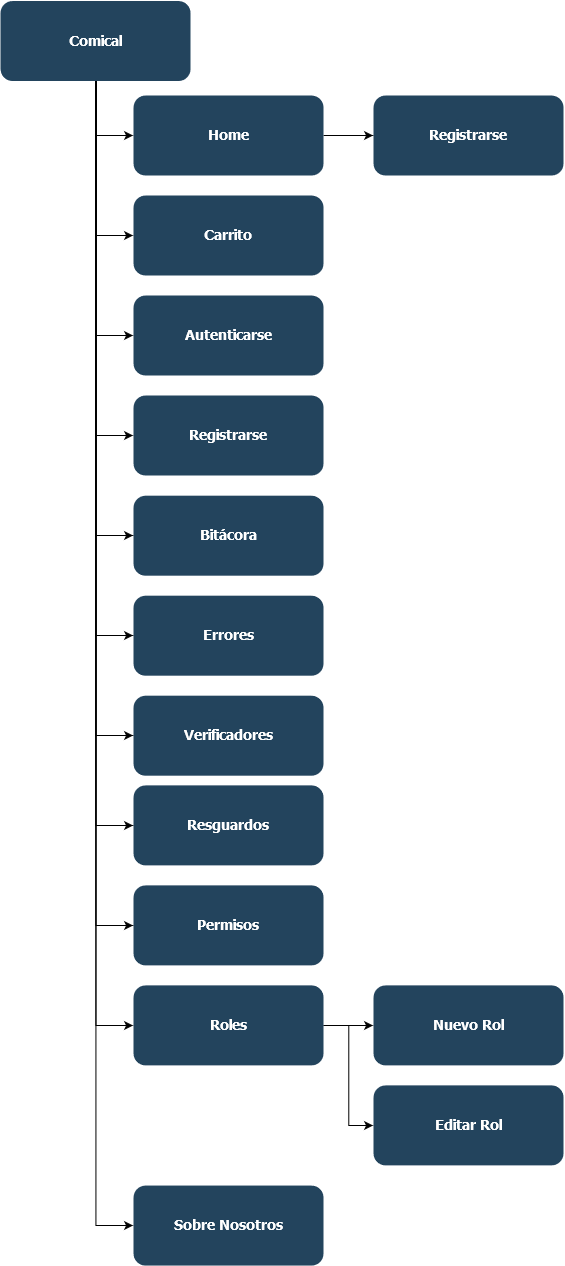 Comical
Home
Registrarse
Carrito
Autenticarse
Registrarse
Bitácora
Errores
Verificadores
Resguardos
Permisos
Roles
Nuevo Rol
Editar Rol
Sobre Nosotros